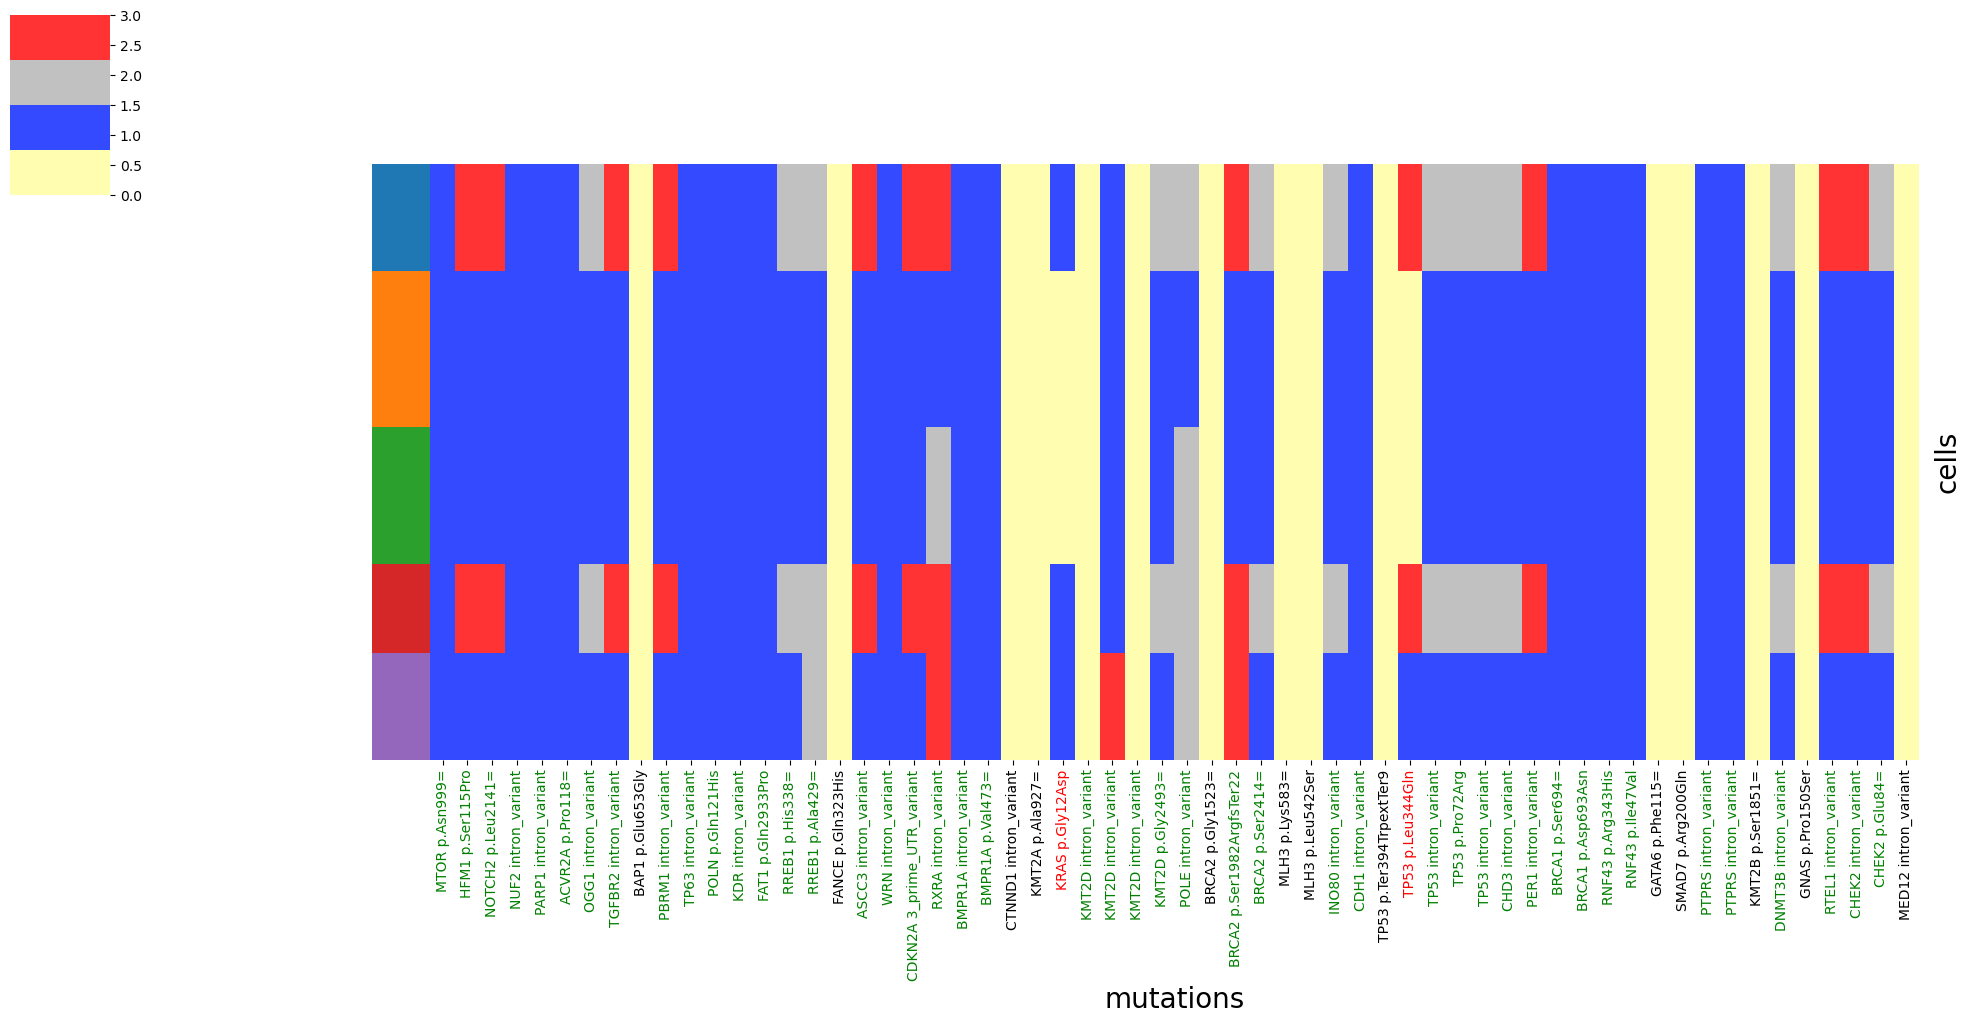 3.0
2.5
2.0
1.5
1.0
0.5
0.0
cells
MTOR p.Asn999=
HFM1 p.Ser115Pro
NOTCH2 p.Leu2141=
NUF2 intron_variant
PARP1 intron_variant
ACVR2A p.Pro118=
OGG1 intron_variant
TGFBR2 intron_variant
BAP1 p.Glu653Gly
PBRM1 intron_variant
TP63 intron_variant
POLN p.Gln121His
KDR intron_variant
FAT1 p.Gln2933Pro
RREB1 p.His338=
RREB1 p.Ala429=
FANCE p.Gln323His
ASCC3 intron_variant
WRN intron_variant
CDKN2A 3_prime_UTR_variant
RXRA intron_variant
BMPR1A intron_variant
BMPR1A p.Val473=
CTNND1 intron_variant
KMT2A p.Ala927=
KRAS p.Gly12Asp
KMT2D intron_variant
KMT2D intron_variant
KMT2D intron_variant
KMT2D p.Gly2493=
POLE intron_variant
BRCA2 p.Gly1523=
BRCA2 p.Ser1982ArgfsTer22
BRCA2 p.Ser2414=
MLH3 p.Lys583=
MLH3 p.Leu542Ser
INO80 intron_variant
CDH1 intron_variant
TP53 p.Ter394TrpextTer9
TP53 p.Leu344Gln
TP53 intron_variant
TP53 p.Pro72Arg
TP53 intron_variant
CHD3 intron_variant
PER1 intron_variant
BRCA1 p.Ser694=
BRCA1 p.Asp693Asn
RNF43 p.Arg343His
RNF43 p.Ile47Val
GATA6 p.Phe115=
SMAD7 p.Arg200Gln
PTPRS intron_variant
PTPRS intron_variant
KMT2B p.Ser1851=
DNMT3B intron_variant
GNAS p.Pro150Ser
RTEL1 intron_variant
CHEK2 intron_variant
CHEK2 p.Glu84=
MED12 intron_variant
mutations